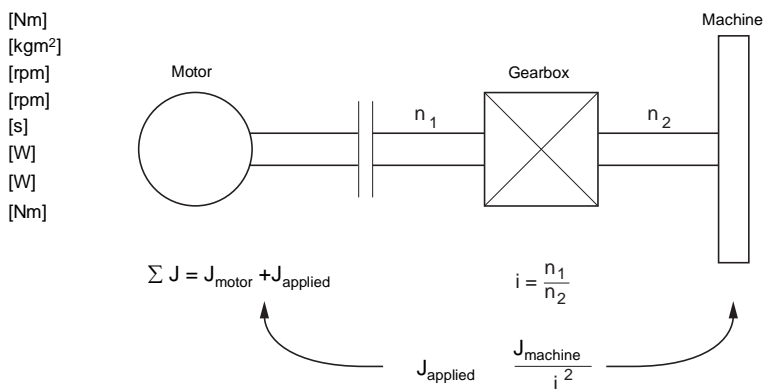 [Nm]
[kgm²]
[rpm]
[rpm]
[s]
[W]
[W]
[Nm]
Motor
Gearbox
Machine
n₁
n₂
∑ J = J_motor + J_applied
i = n₁/n₂
J_applied J_machine/i²